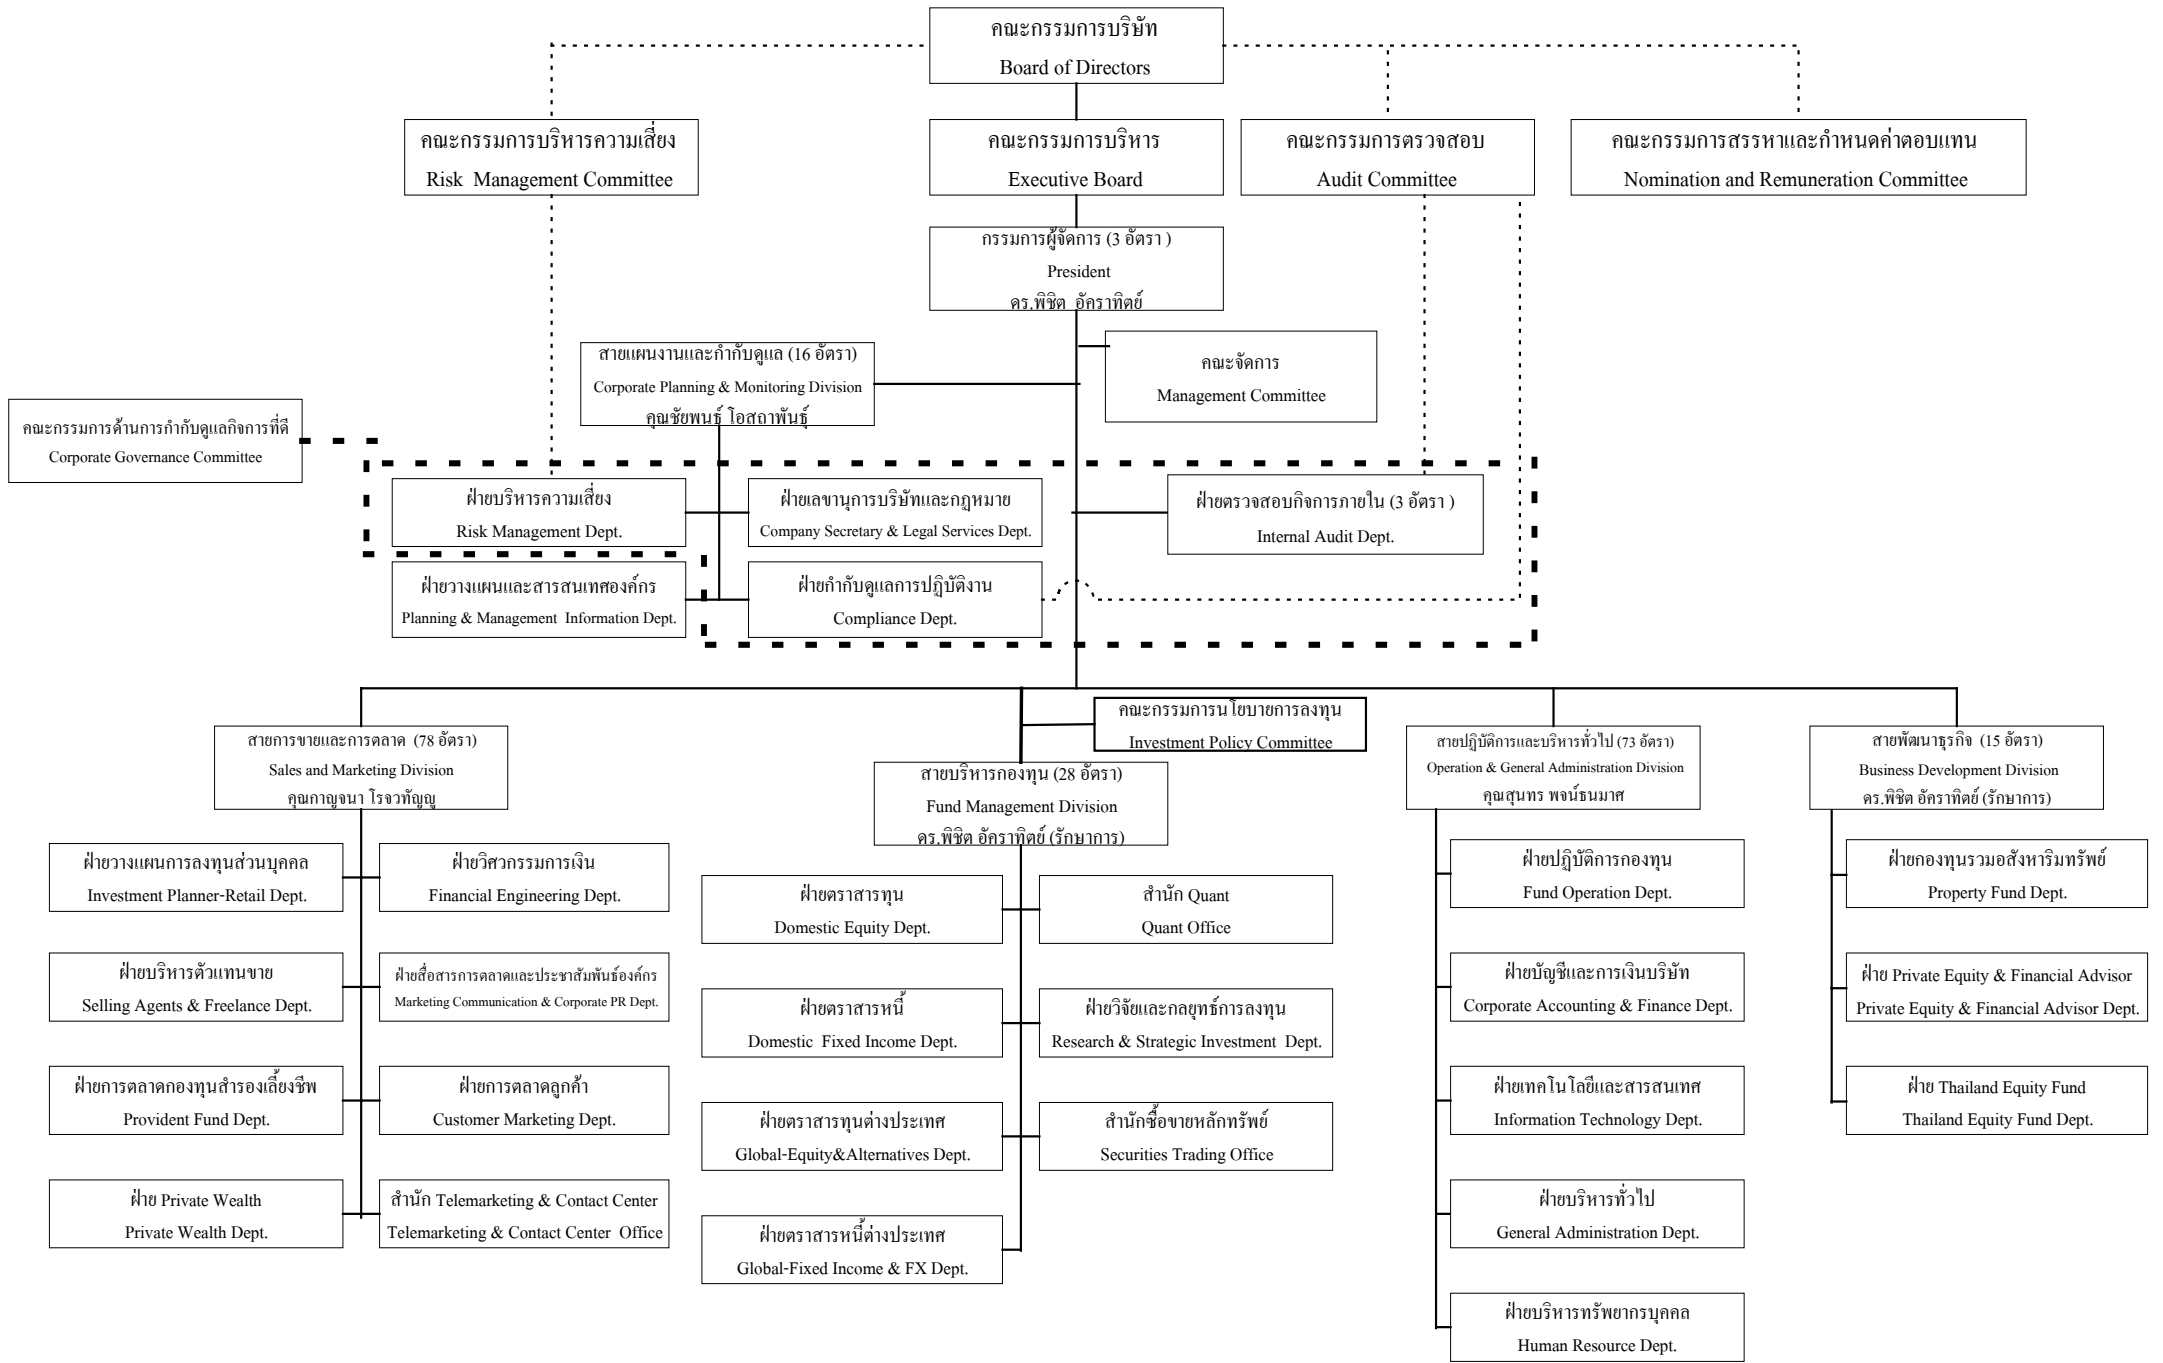 คณะกรรมการบริษัท
Board of Directors
คณะกรรมการบริหารความเสี่ยง
Risk Management Committee
คณะกรรมการบริหาร
Executive Board
คณะกรรมการตรวจสอบ
Audit Committee
คณะกรรมการสรรหาและกำหนดค่าตอบแทน
Nomination and Remuneration Committee
กรรมการผู้จัดการ (3 อัตรา )
President
ดร.พิชิต อัคราทิตย์
สายแผนงานและกำกับดูแล (16 อัตรา)
Corporate Planning & Monitoring Division
คุณชัยพนธ์ โอสถาพันธุ์
คณะจัดการ
Management Committee
คณะกรรมการด้านการกำกับดูแลกิจการที่ดี
Corporate Governance Committee
ฝ่ายบริหารความเสี่ยง
Risk Management Dept.
ฝ่ายเลขานุการบริษัทและกฎหมาย
Company Secretary & Legal Services Dept.
ฝ่ายตรวจสอบกิจการภายใน (3 อัตรา )
Internal Audit Dept.
ฝ่ายวางแผนและสารสนเทศองค์กร
Planning & Management Information Dept.
ฝ่ายกำกับดูแลการปฏิบัติงาน
Compliance Dept.
คณะกรรมการนโยบายการลงทุน
Investment Policy Committee
สายการขายและการตลาด (78 อัตรา)
Sales and Marketing Division
คุณกาญจนา โรจวทัญญู
สายบริหารกองทุน (28 อัตรา)
Fund Management Division
ดร.พิชิต อัคราทิตย์ (รักษาการ)
สายปฏิบัติการและบริหารทั่วไป (73 อัตรา)
Operation & General Administration Division
คุณสุนทร พจน์ธนมาศ
สายพัฒนาธุรกิจ (15 อัตรา)
Business Development Division
ดร.พิชิต อัคราทิตย์ (รักษาการ)
ฝ่ายวางแผนการลงทุนส่วนบุคคล
Investment Planner-Retail Dept.
ฝ่ายวิศวกรรมการเงิน
Financial Engineering Dept.
ฝ่ายบริหารตัวแทนขาย
Selling Agents & Freelance Dept.
ฝ่ายสื่อสารการตลาดและประชาสัมพันธ์องค์กร
Marketing Communication & Corporate PR Dept.
ฝ่ายการตลาดกองทุนสำรองเลี้ยงชีพ
Provident Fund Dept.
ฝ่ายการตลาดลูกค้า
Customer Marketing Dept.
ฝ่าย Private Wealth
Private Wealth Dept.
สำนัก Telemarketing & Contact Center
Telemarketing & Contact Center Office
ฝ่ายตราสารทุน
Domestic Equity Dept.
สำนัก Quant
Quant Office
ฝ่ายตราสารหนี้
Domestic Fixed Income Dept.
ฝ่ายวิจัยและกลยุทธ์การลงทุน
Research & Strategic Investment Dept.
ฝ่ายตราสารทุนต่างประเทศ
Global-Equity&Alternatives Dept.
สำนักซื้อขายหลักทรัพย์
Securities Trading Office
ฝ่ายตราสารหนี้ต่างประเทศ
Global-Fixed Income & FX Dept.
ฝ่ายปฏิบัติการกองทุน
Fund Operation Dept.
ฝ่ายบัญชีและการเงินบริษัท
Corporate Accounting & Finance Dept.
ฝ่ายเทคโนโลยีและสารสนเทศ
Information Technology Dept.
ฝ่ายบริหารทั่วไป
General Administration Dept.
ฝ่ายบริหารทรัพยากรบุคคล
Human Resource Dept.
ฝ่ายกองทุนรวมอสังหาริมทรัพย์
Property Fund Dept.
ฝ่าย Private Equity & Financial Advisor
Private Equity & Financial Advisor Dept.
ฝ่าย Thailand Equity Fund
Thailand Equity Fund Dept.